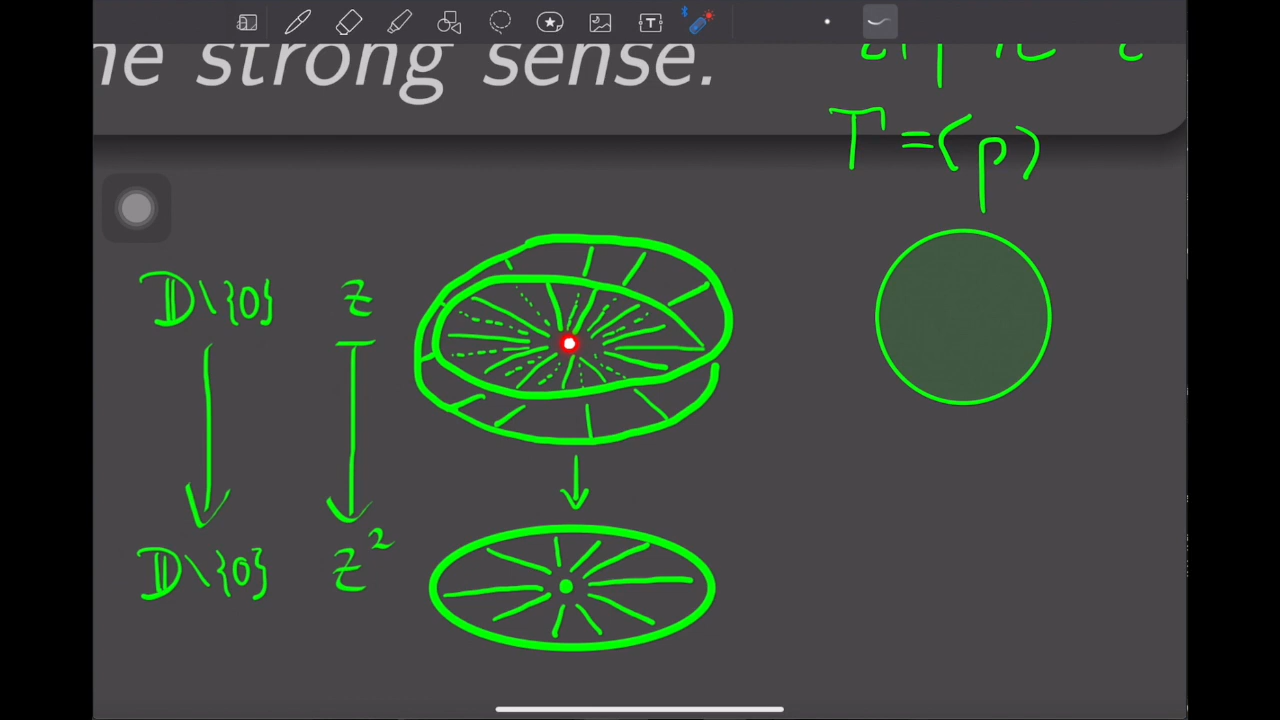 he strong sense.
T = ⟨p⟩
𝔻\{0} z
𝔻\{0} z²